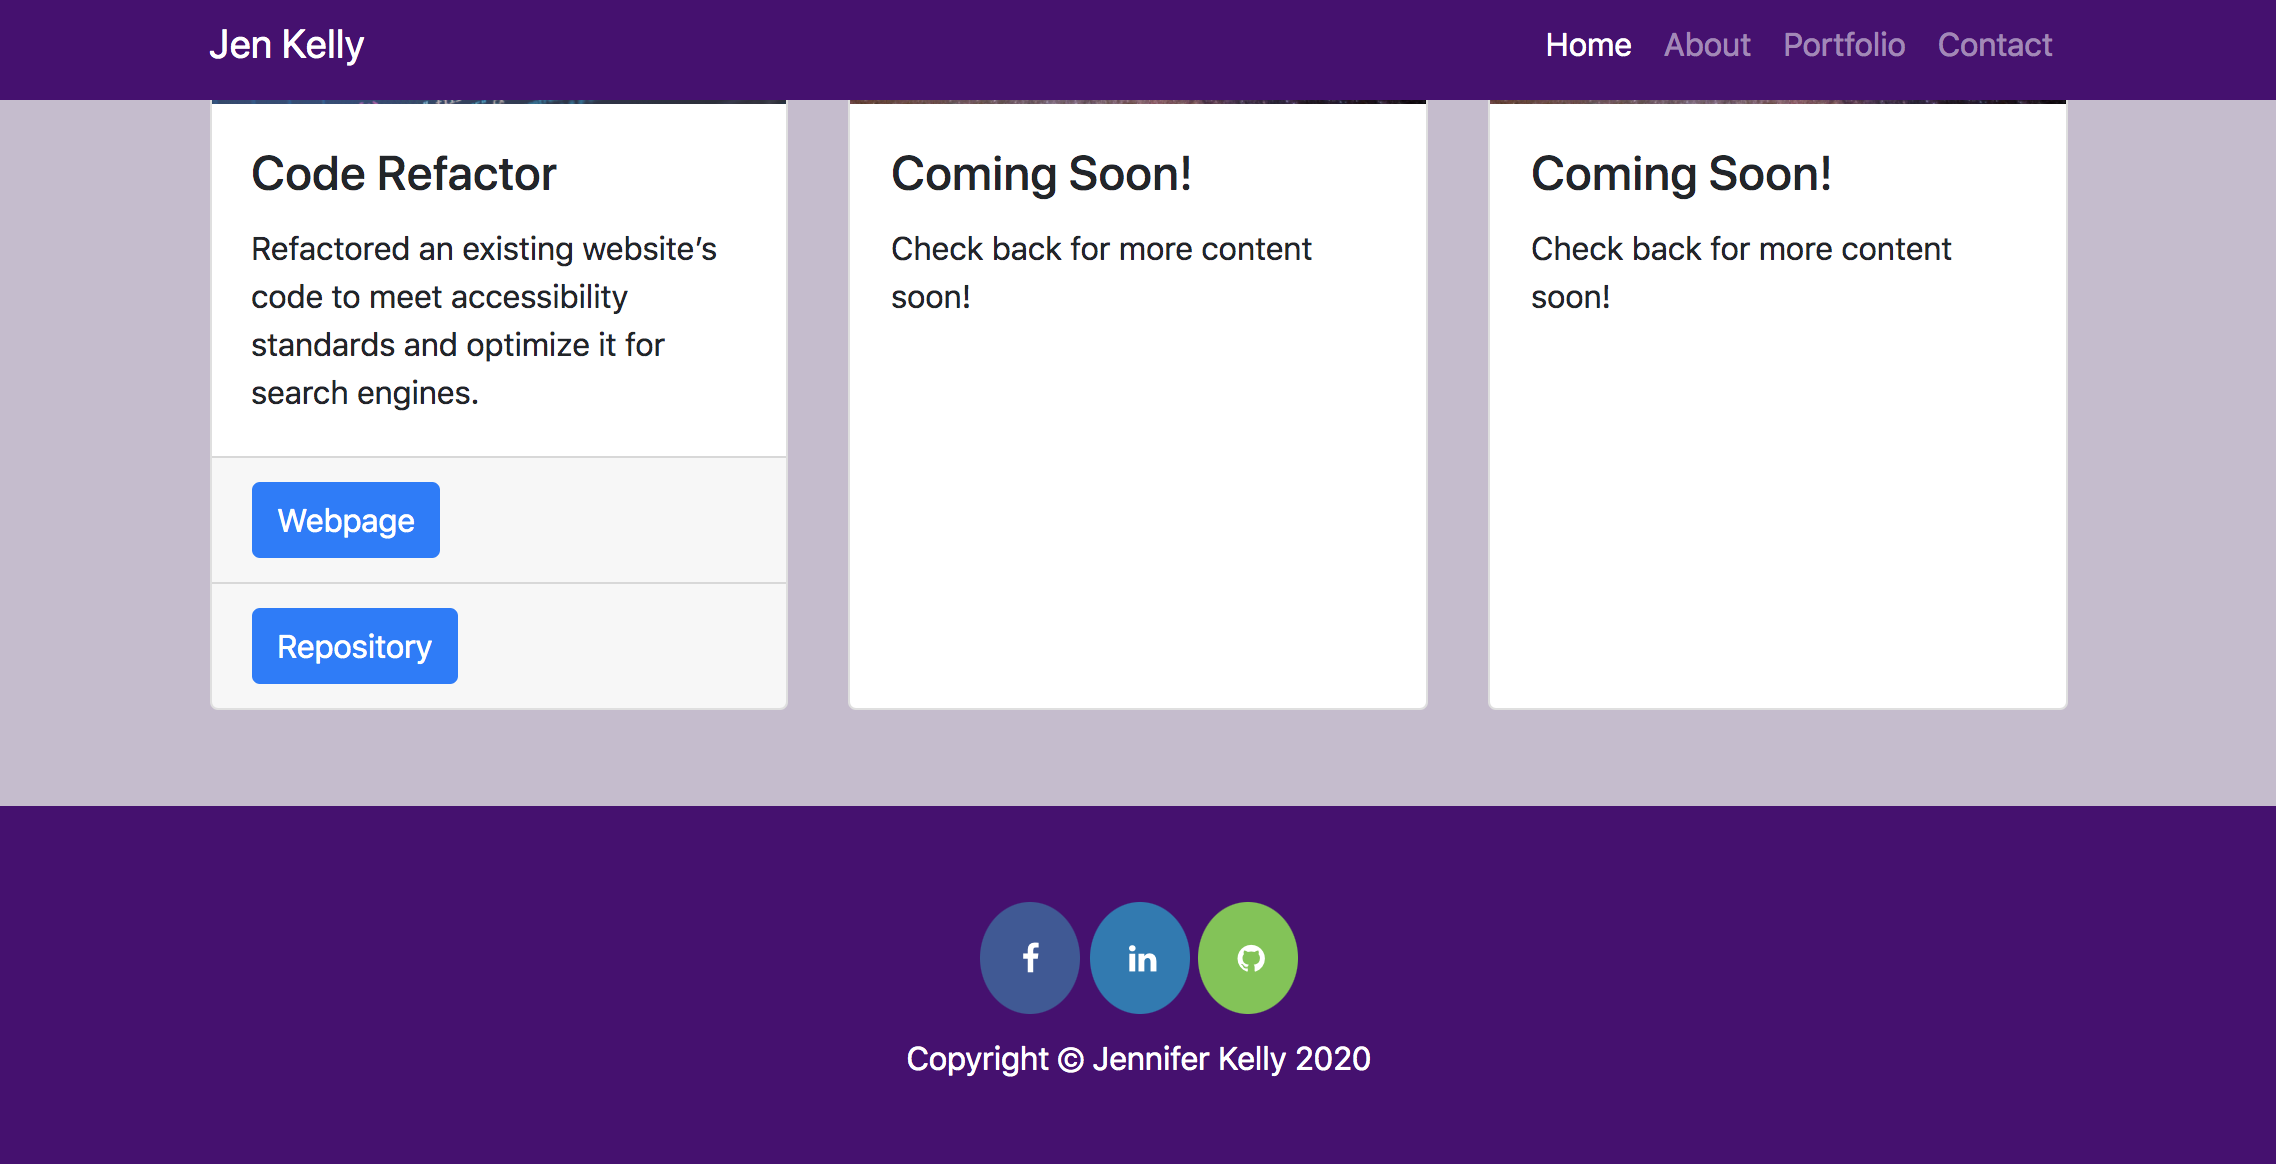 Jen Kelly
Home About Portfolio Contact
Code Refactor
Refactored an existing website’s
code to meet accessibility
standards and optimize it for
search engines.
Webpage
Repository
Coming Soon!
Check back for more content
soon!
Coming Soon!
Check back for more content
soon!
f in
Copyright © Jennifer Kelly 2020